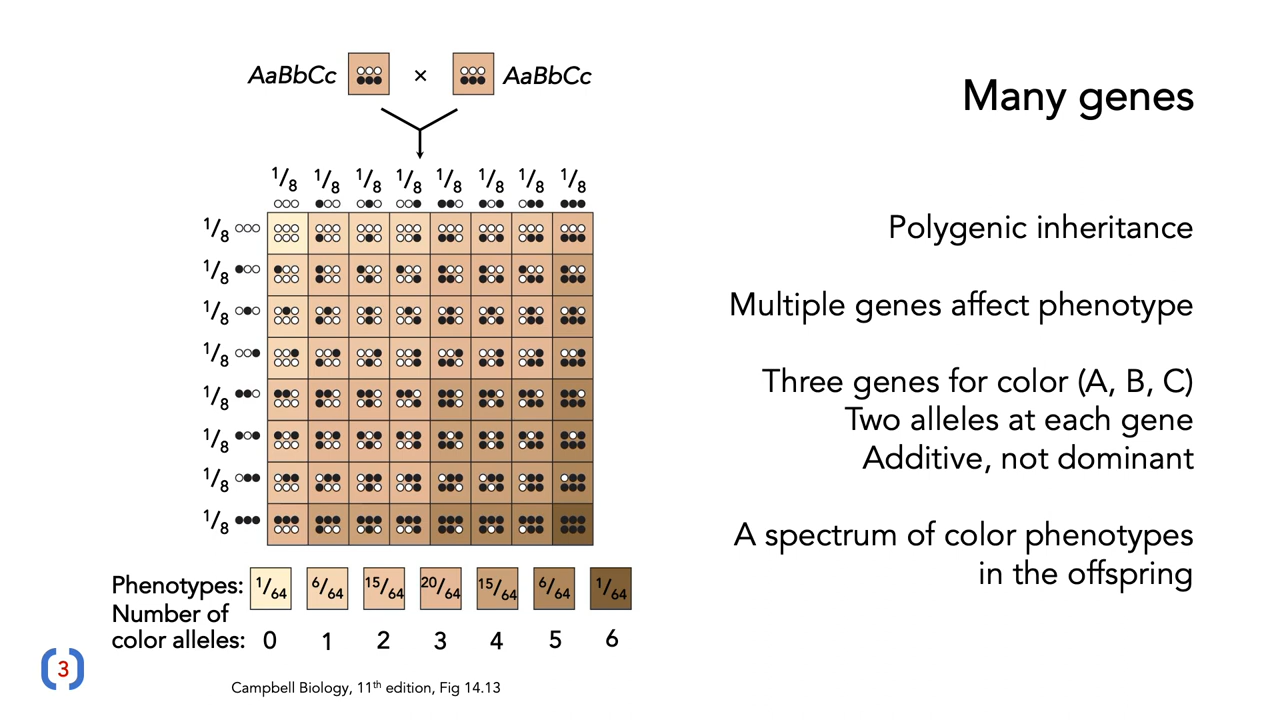 AaBbCc × AaBbCc
1/8 1/8 1/8 1/8 1/8 1/8 1/8 1/8
1/8
1/8
1/8
1/8
1/8
1/8
1/8
1/8
Phenotypes: 1/64 6/64 15/64 20/64 15/64 6/64 1/64
Number of
color alleles: 0 1 2 3 4 5 6
3
Campbell Biology, 11th edition, Fig 14.13
Many genes
Polygenic inheritance
Multiple genes affect phenotype
Three genes for color (A, B, C)
Two alleles at each gene
Additive, not dominant
A spectrum of color phenotypes
in the offspring